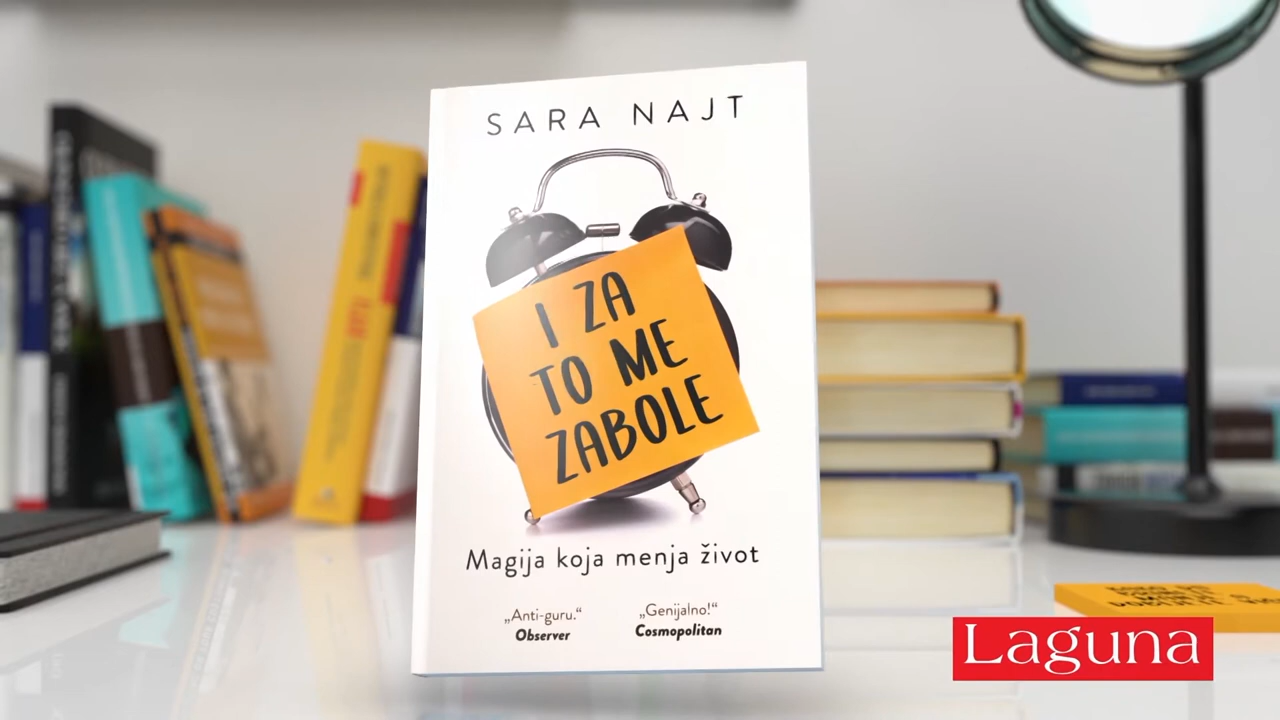 SARA NAJT
I ZA
TO ME
ZABOLE
Magija koja menja život
„Anti-guru.“
Observer
„Genijalno!“
Cosmopolitan
Laguna